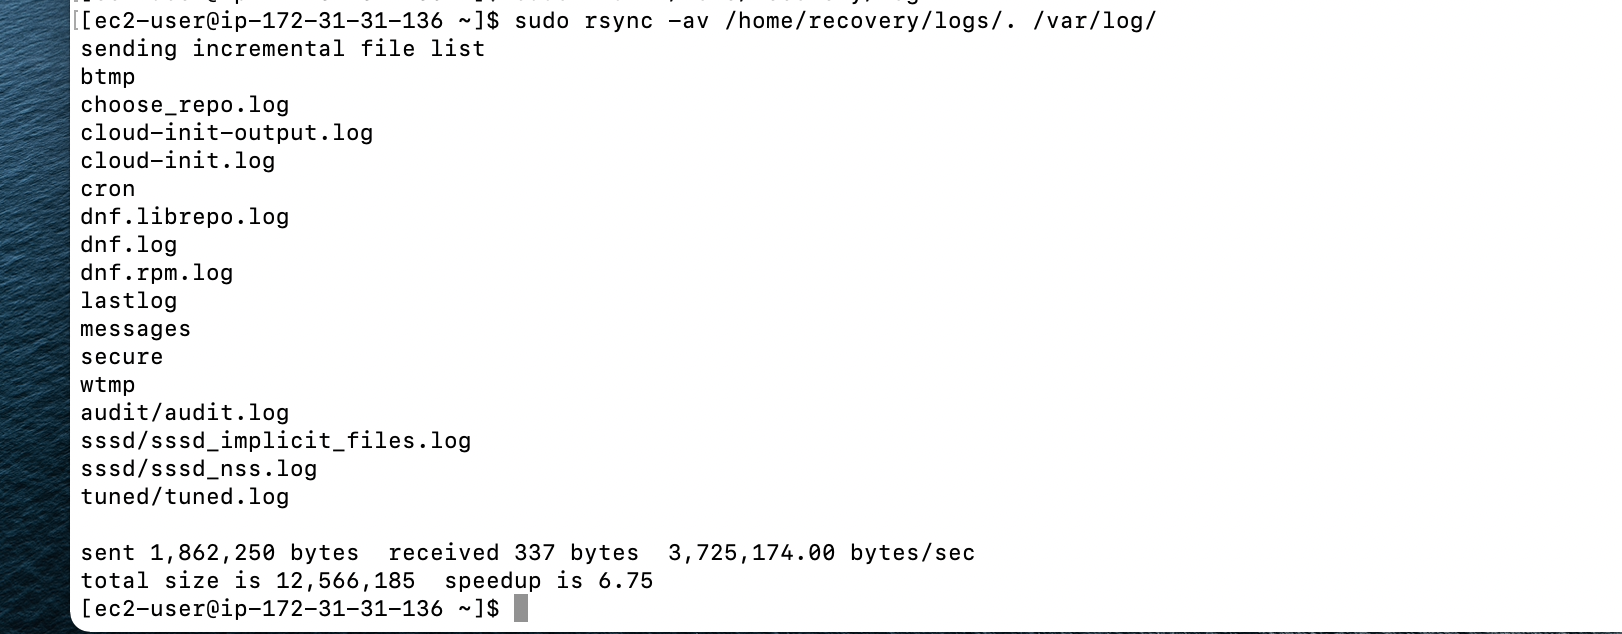 [[ec2-user@ip-172-31-31-136 ~]$ sudo rsync -av /home/recovery/logs/. /var/log/
sending incremental file list
btmp
choose_repo.log
cloud-init-output.log
cloud-init.log
cron
dnf.librepo.log
dnf.log
dnf.rpm.log
lastlog
messages
secure
wtmp
audit/audit.log
sssd/sssd_implicit_files.log
sssd/sssd_nss.log
tuned/tuned.log
sent 1,862,250 bytes  received 337 bytes  3,725,174.00 bytes/sec
total size is 12,566,185  speedup is 6.75
[ec2-user@ip-172-31-31-136 ~]$